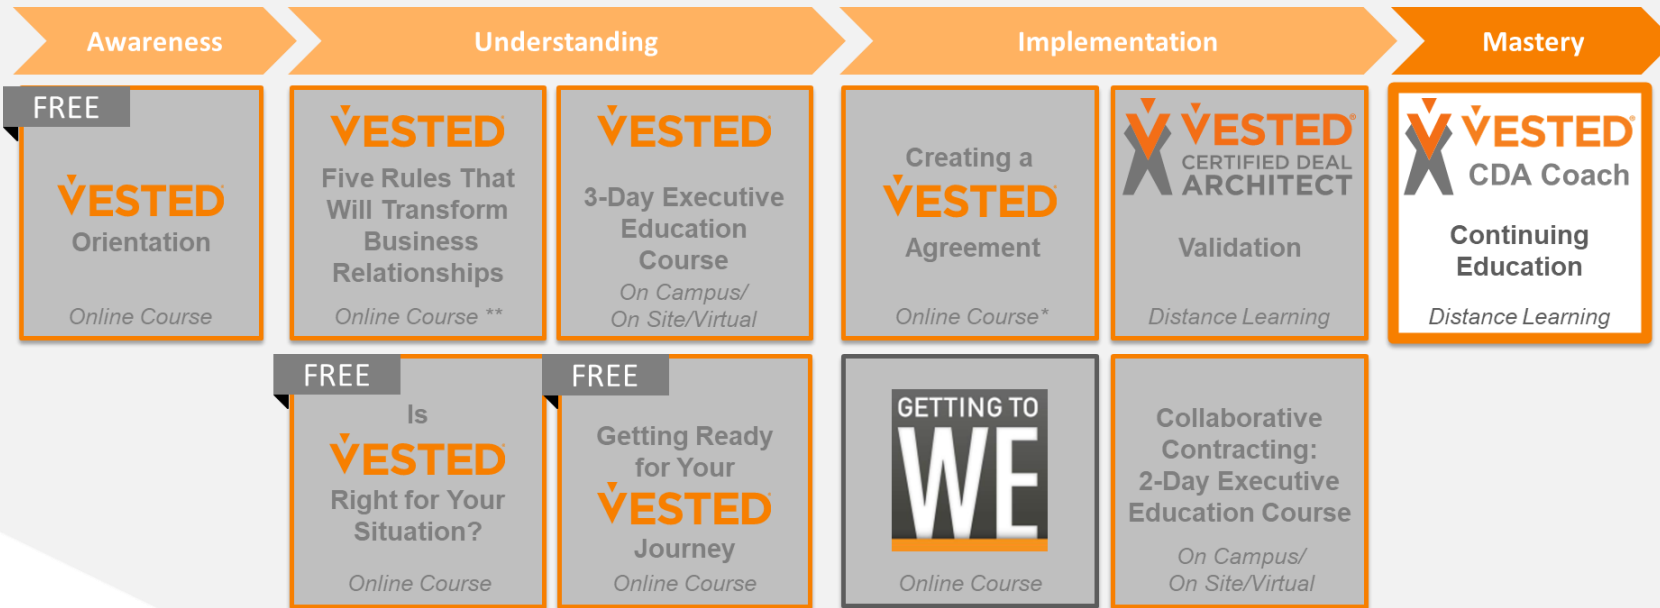 Awareness
Understanding
Implementation
Mastery
FREE
VESTED®
Orientation
Online Course
VESTED®
Five Rules That
Will Transform
Business
Relationships
Online Course **
VESTED®
3-Day Executive
Education
Course
On Campus/
On Site/Virtual
Creating a
VESTED®
Agreement
Online Course*
VESTED®
CERTIFIED DEAL
ARCHITECT
Validation
Distance Learning
VESTED®
CDA Coach
Continuing
Education
Distance Learning
FREE
Is
VESTED®
Right for Your
Situation?
Online Course
FREE
Getting Ready
for Your
VESTED®
Journey
Online Course
GETTING TO
WE
Online Course
Collaborative
Contracting:
2-Day Executive
Education Course
On Campus/
On Site/Virtual